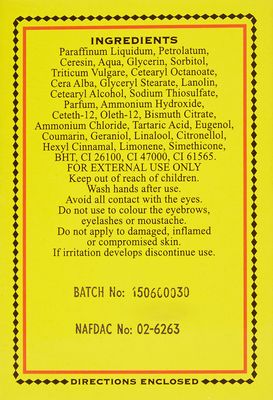 INGREDIENTS
Paraffinum Liquidum, Petrolatum,
Ceresin, Aqua, Glycerin, Sorbitol,
Triticum Vulgare, Cetearyl Octanoate,
Cera Alba, Glyceryl Stearate, Lanolin,
Cetearyl Alcohol, Sodium Thiosulfate,
Parfum, Ammonium Hydroxide,
Ceteth-12, Oleth-12, Bismuth Citrate,
Ammonium Chloride, Tartaric Acid, Eugenol,
Coumarin, Geraniol, Linalool, Citronellol,
Hexyl Cinnamal, Limonene, Simethicone,
BHT, CI 26100, CI 47000, CI 61565.
FOR EXTERNAL USE ONLY
Keep out of reach of children.
Wash hands after use.
Avoid all contact with the eyes.
Do not use to colour the eyebrows,
eyelashes or moustache.
Do not apply to damaged, inflamed
or compromised skin.
If irritation develops discontinue use.
BATCH No: 150600030
NAFDAC No: 02-6263
DIRECTIONS ENCLOSED